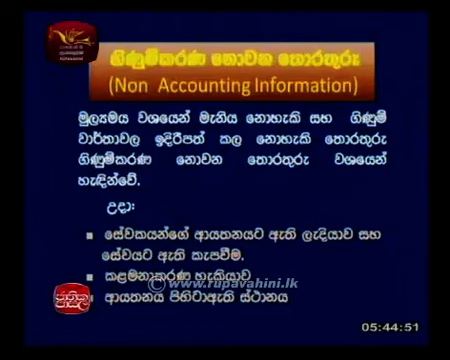 ගිණුම්කරණ නොවන තොරතුරු
(Non Accounting Information)
මුල්‍යමය වශයෙන් මැනිය නොහැකි සහ ගිණුම්
වාර්තාවල ඉදිරිපත් කල නොහැකි තොරතුරු
ගිණුම්කරණ නොවන තොරතුරු වශයෙන්
හැඳින්වේ.
උදා:
සේවකයන්ගේ ආයතනයට ඇති ලැදියාව සහ
සේවයට ඇති කැපවීම.
කළමනාකරණ හැකියාව
©www.rupavahini.lk
ආයතනය පිහිටාඇති ස්ථානය
05:44:51